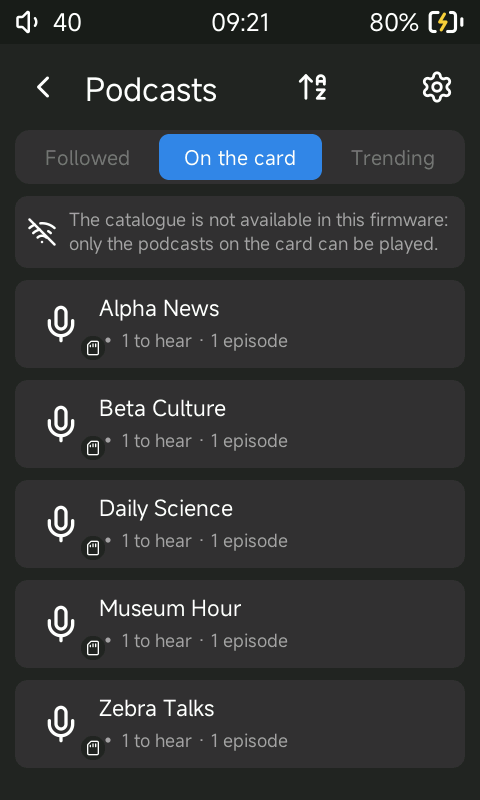 40 09:21 80%
Podcasts
Followed On the card Trending
The catalogue is not available in this firmware:
only the podcasts on the card can be played.
Alpha News
• 1 to hear · 1 episode
Beta Culture
• 1 to hear · 1 episode
Daily Science
• 1 to hear · 1 episode
Museum Hour
• 1 to hear · 1 episode
Zebra Talks
• 1 to hear · 1 episode